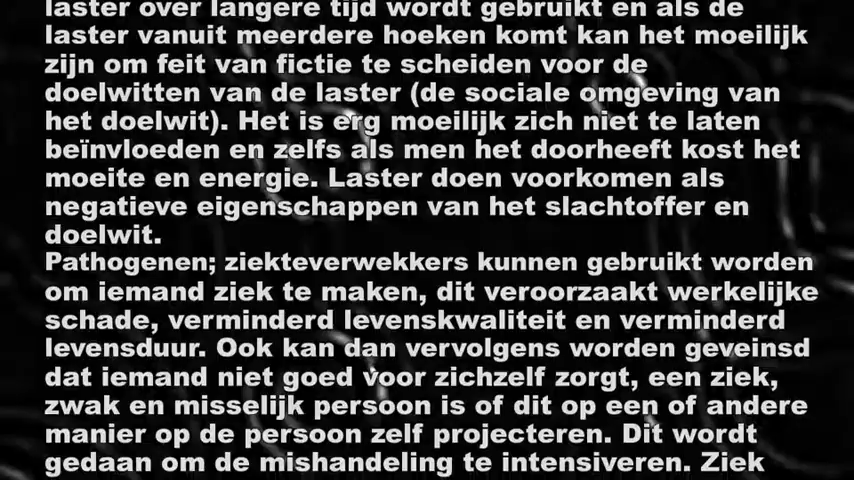 laster over langere tijd wordt gebruikt en als de
laster vanuit meerdere hoeken komt kan het moeilijk
zijn om feit van fictie te scheiden voor de
doelwitten van de laster (de sociale omgeving van
het doelwit). Het is erg moeilijk zich niet te laten
beïnvloeden en zelfs als men het doorheeft kost het
moeite en energie. Laster doen voorkomen als
negatieve eigenschappen van het slachtoffer en
doelwit.
Pathogenen; ziekteverwekkers kunnen gebruikt worden
om iemand ziek te maken, dit veroorzaakt werkelijke
schade, verminderd levenskwaliteit en verminderd
levensduur. Ook kan dan vervolgens worden geveinsd
dat iemand niet goed voor zichzelf zorgt, een ziek,
zwak en misselijk persoon is of dit op een of andere
manier op de persoon zelf projecteren. Dit wordt
gedaan om de mishandeling te intensiveren. Ziek